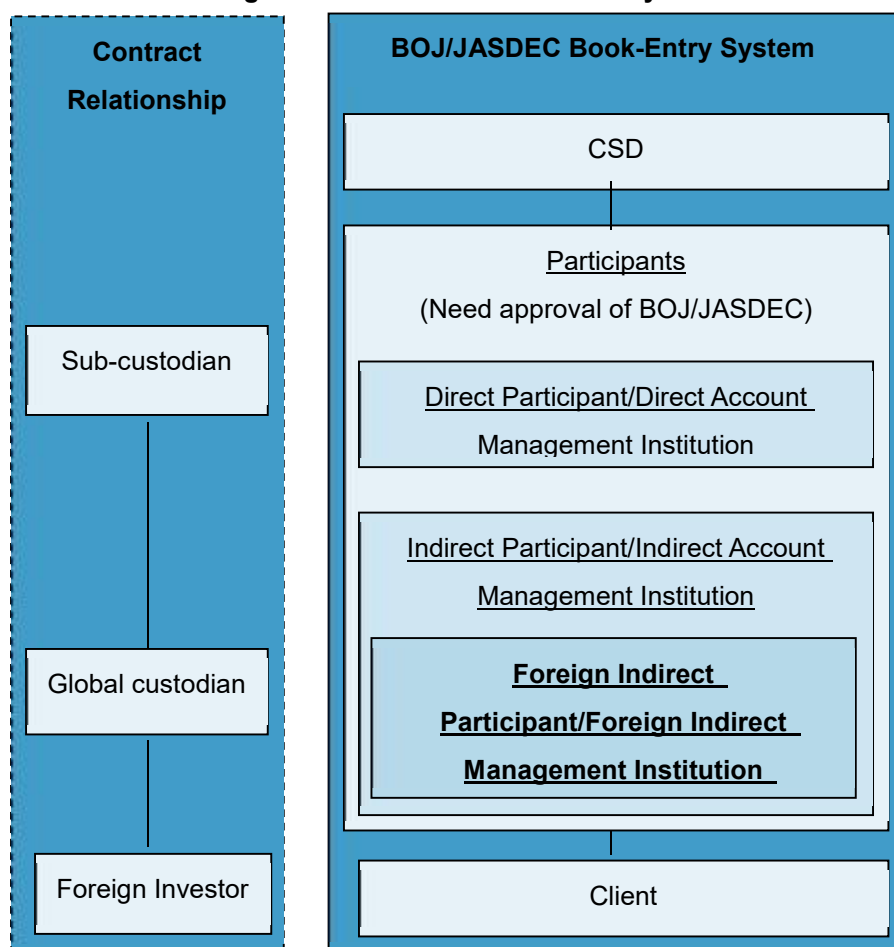 Contract
Relationship
Sub-custodian
Global custodian
Foreign Investor
BOJ/JASDEC Book-Entry System
CSD
Participants
(Need approval of BOJ/JASDEC)
Direct Participant/Direct Account
Management Institution
Indirect Participant/Indirect Account
Management Institution
Foreign Indirect
Participant/Foreign Indirect
Management Institution
Client